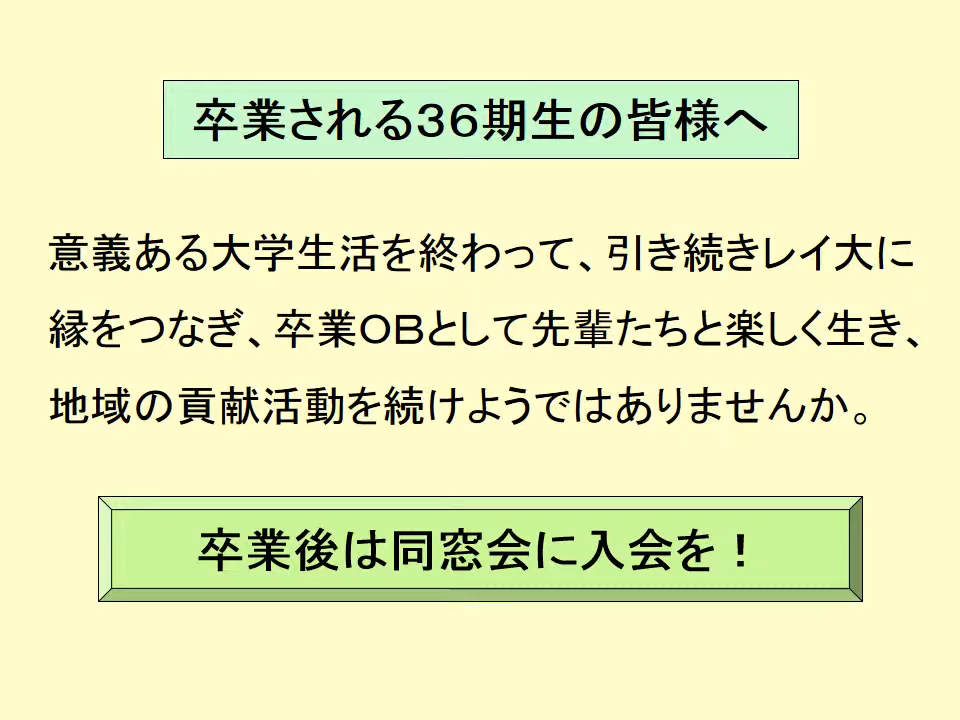 卒業される３６期生の皆様へ
意義ある大学生活を終わって、引き続きレイ大に
縁をつなぎ、卒業ＯＢとして先輩たちと楽しく生き、
地域の貢献活動を続けようではありませんか。
卒業後は同窓会に入会を！